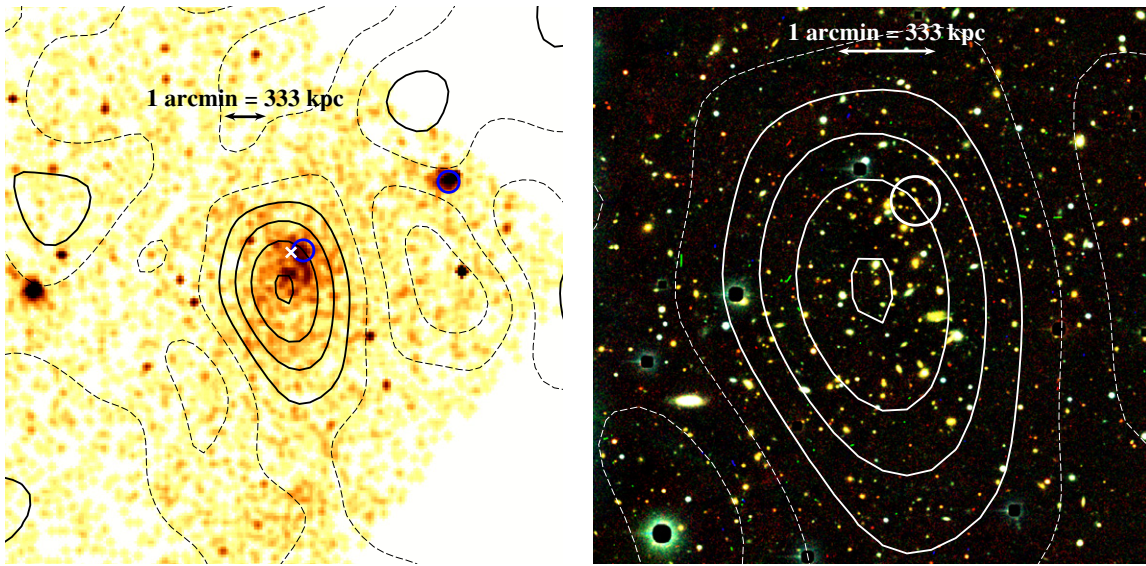 1 arcmin = 333 kpc
1 arcmin = 333 kpc